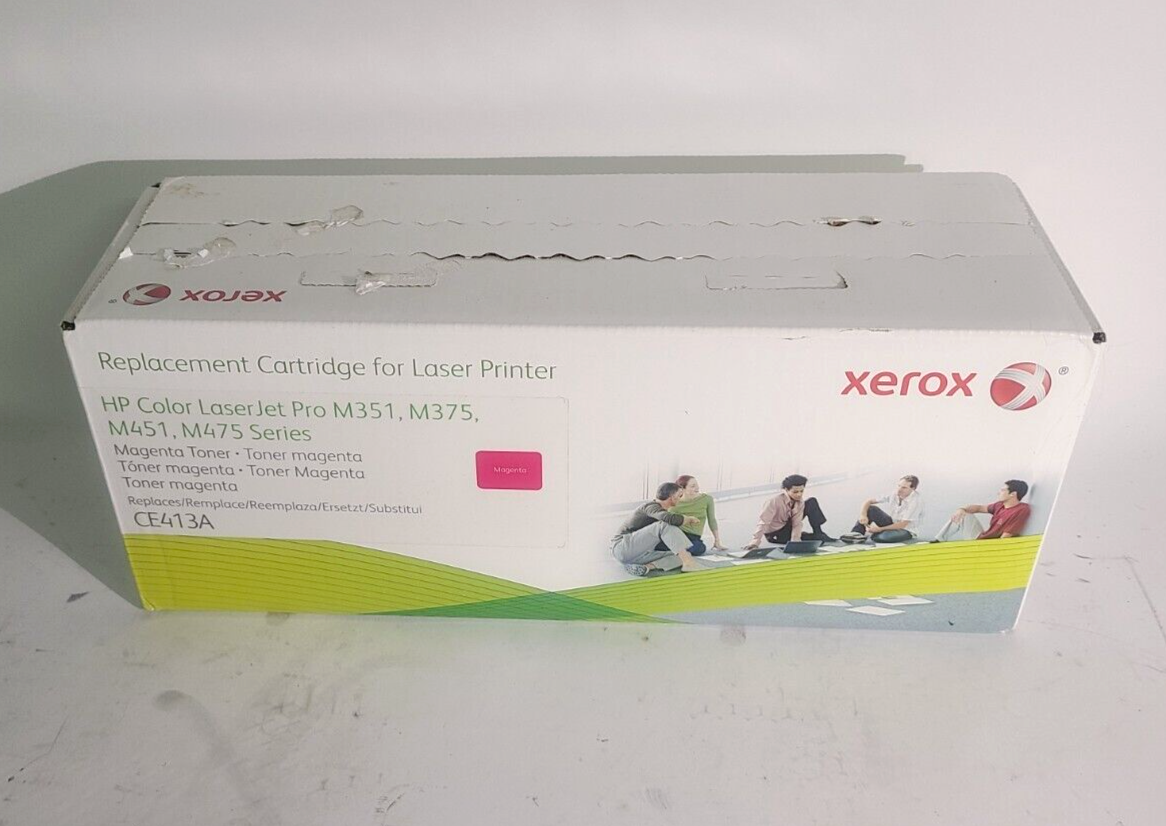 xerox
®
Replacement Cartridge for Laser Printer
xerox ®
HP Color LaserJet Pro M351, M375,
M451, M475 Series
Magenta Toner • Toner magenta
Tóner magenta • Toner Magenta
Toner magenta
Magenta
Replaces/Remplace/Reemplaza/Ersetzt/Substitui
CE413A